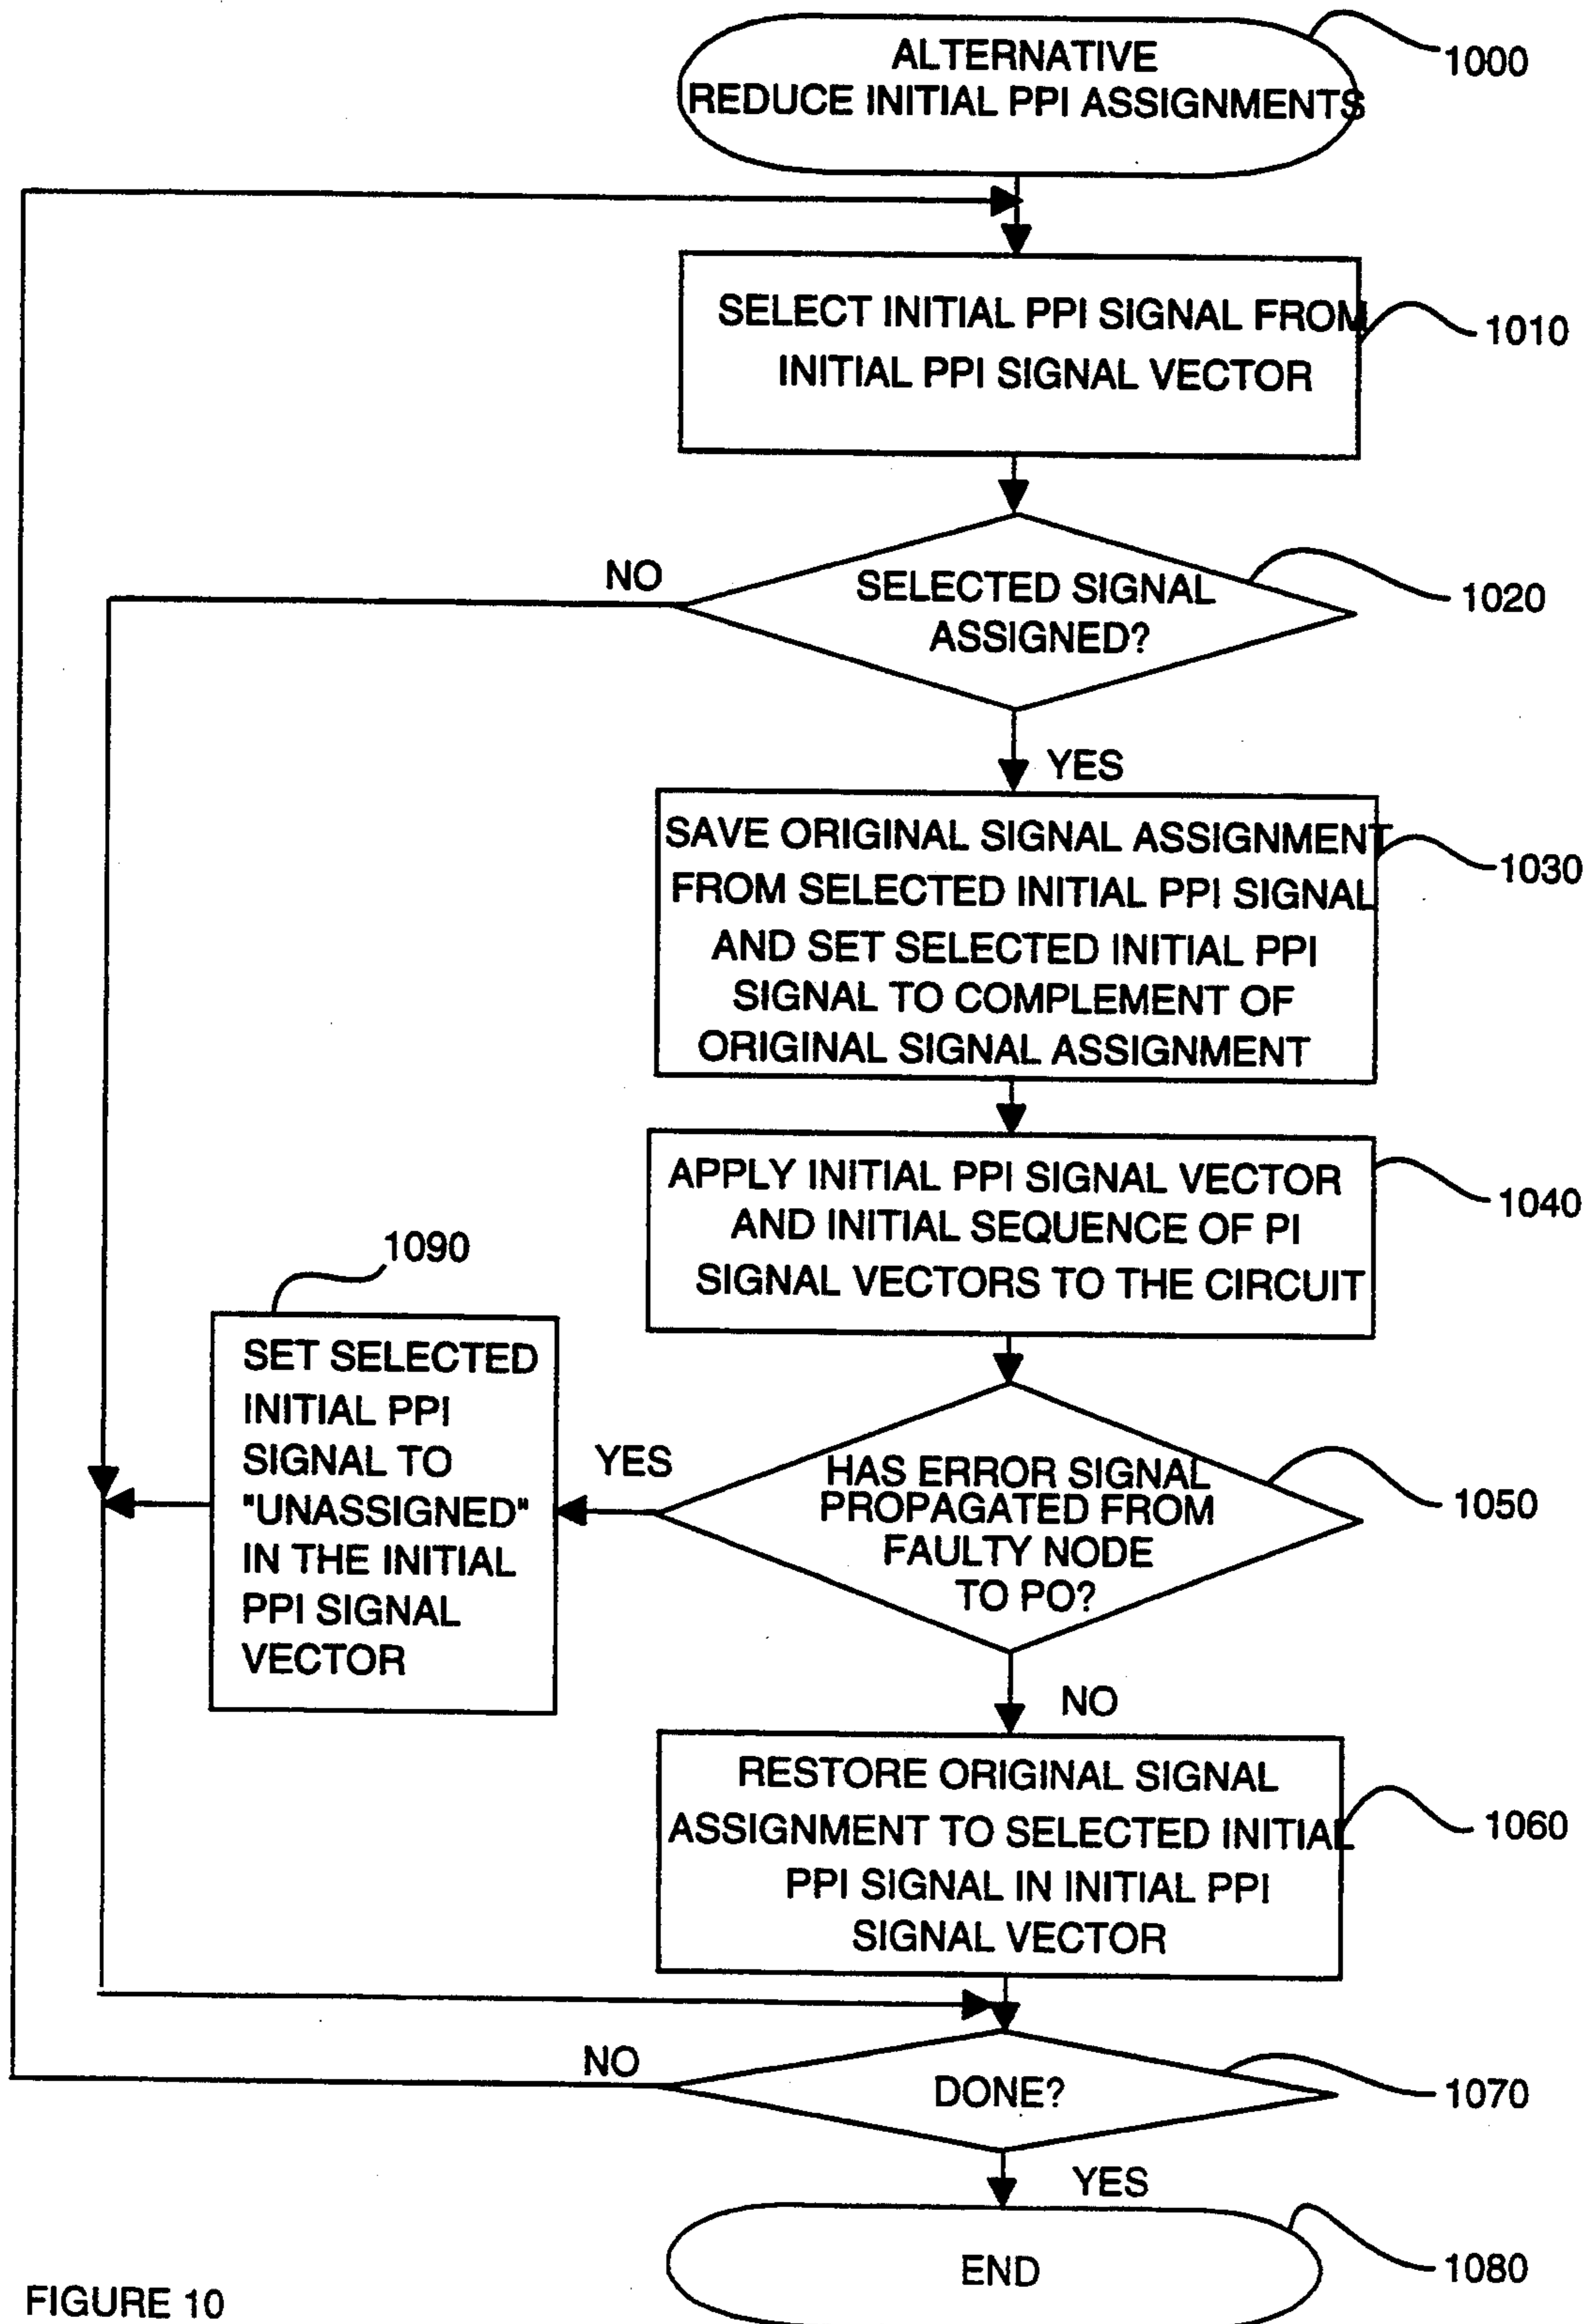 ALTERNATIVE
REDUCE INITIAL PPI ASSIGNMENTS
1000
SELECT INITIAL PPI SIGNAL FROM
INITIAL PPI SIGNAL VECTOR
1010
NO
SELECTED SIGNAL
ASSIGNED?
1020
YES
SAVE ORIGINAL SIGNAL ASSIGNMENT
FROM SELECTED INITIAL PPI SIGNAL
AND SET SELECTED INITIAL PPI
SIGNAL TO COMPLEMENT OF
ORIGINAL SIGNAL ASSIGNMENT
1030
APPLY INITIAL PPI SIGNAL VECTOR
AND INITIAL SEQUENCE OF PI
SIGNAL VECTORS TO THE CIRCUIT
1040
1090
SET SELECTED
INITIAL PPI
SIGNAL TO
"UNASSIGNED"
IN THE INITIAL
PPI SIGNAL
VECTOR
YES
HAS ERROR SIGNAL
PROPAGATED FROM
FAULTY NODE
TO PO?
1050
NO
RESTORE ORIGINAL SIGNAL
ASSIGNMENT TO SELECTED INITIAL
PPI SIGNAL IN INITIAL PPI
SIGNAL VECTOR
1060
NO
DONE?
1070
YES
END
1080
FIGURE 10